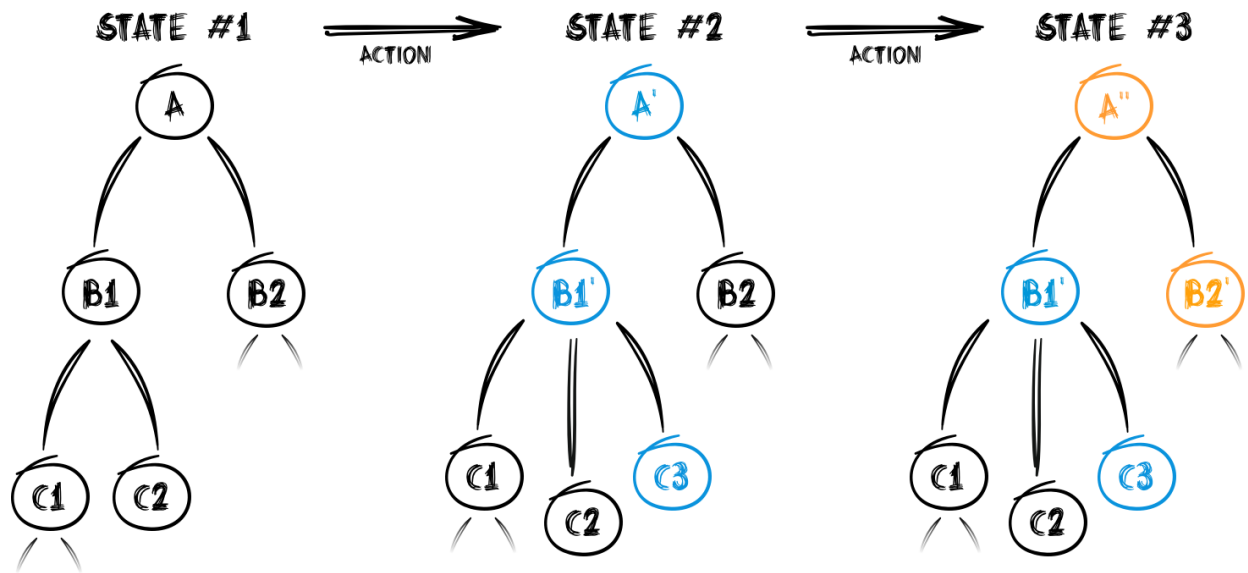 STATE #1 STATE #2 STATE #3
ACTION ACTION
A A' A''
B1 B2 B1' B2 B1' B2'
C1 C2 C1 C2 C3 C1 C2 C3